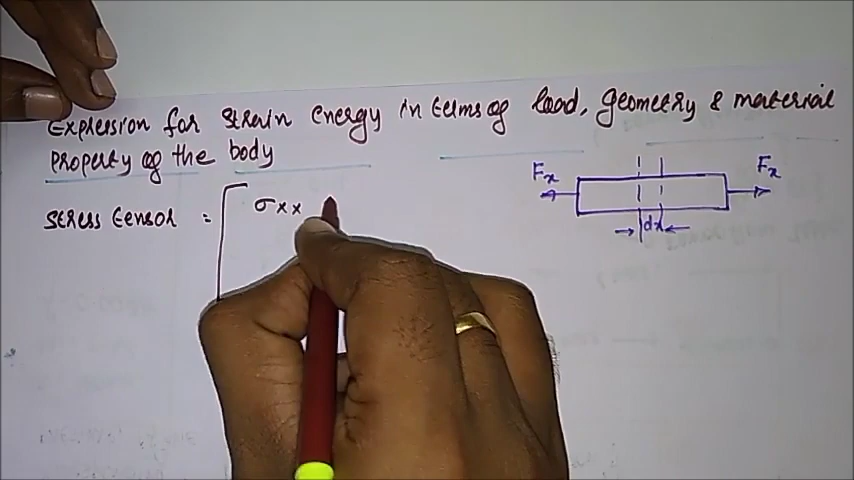 Expression for strain energy in terms of load, Geometry & material
property of the body
Fx Fx
stress tensor = [ σxx
dx